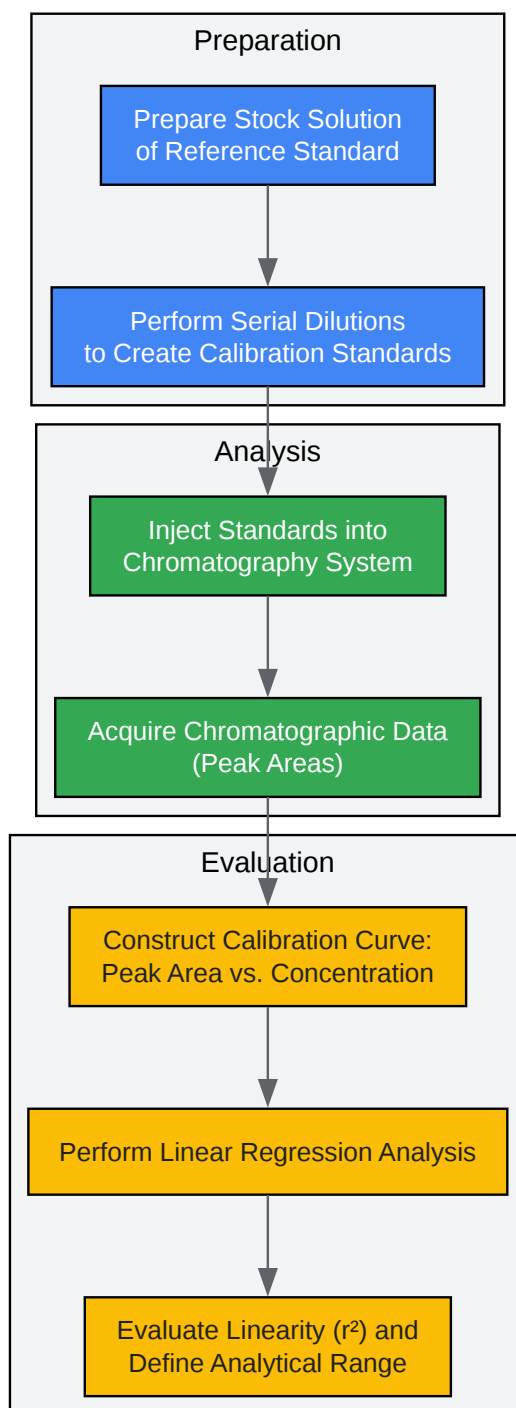 Preparation
Prepare Stock Solution
of Reference Standard
Perform Serial Dilutions
to Create Calibration Standards
Analysis
Inject Standards into
Chromatography System
Acquire Chromatographic Data
(Peak Areas)
Evaluation
Construct Calibration Curve:
Peak Area vs. Concentration
Perform Linear Regression Analysis
Evaluate Linearity (r²) and
Define Analytical Range